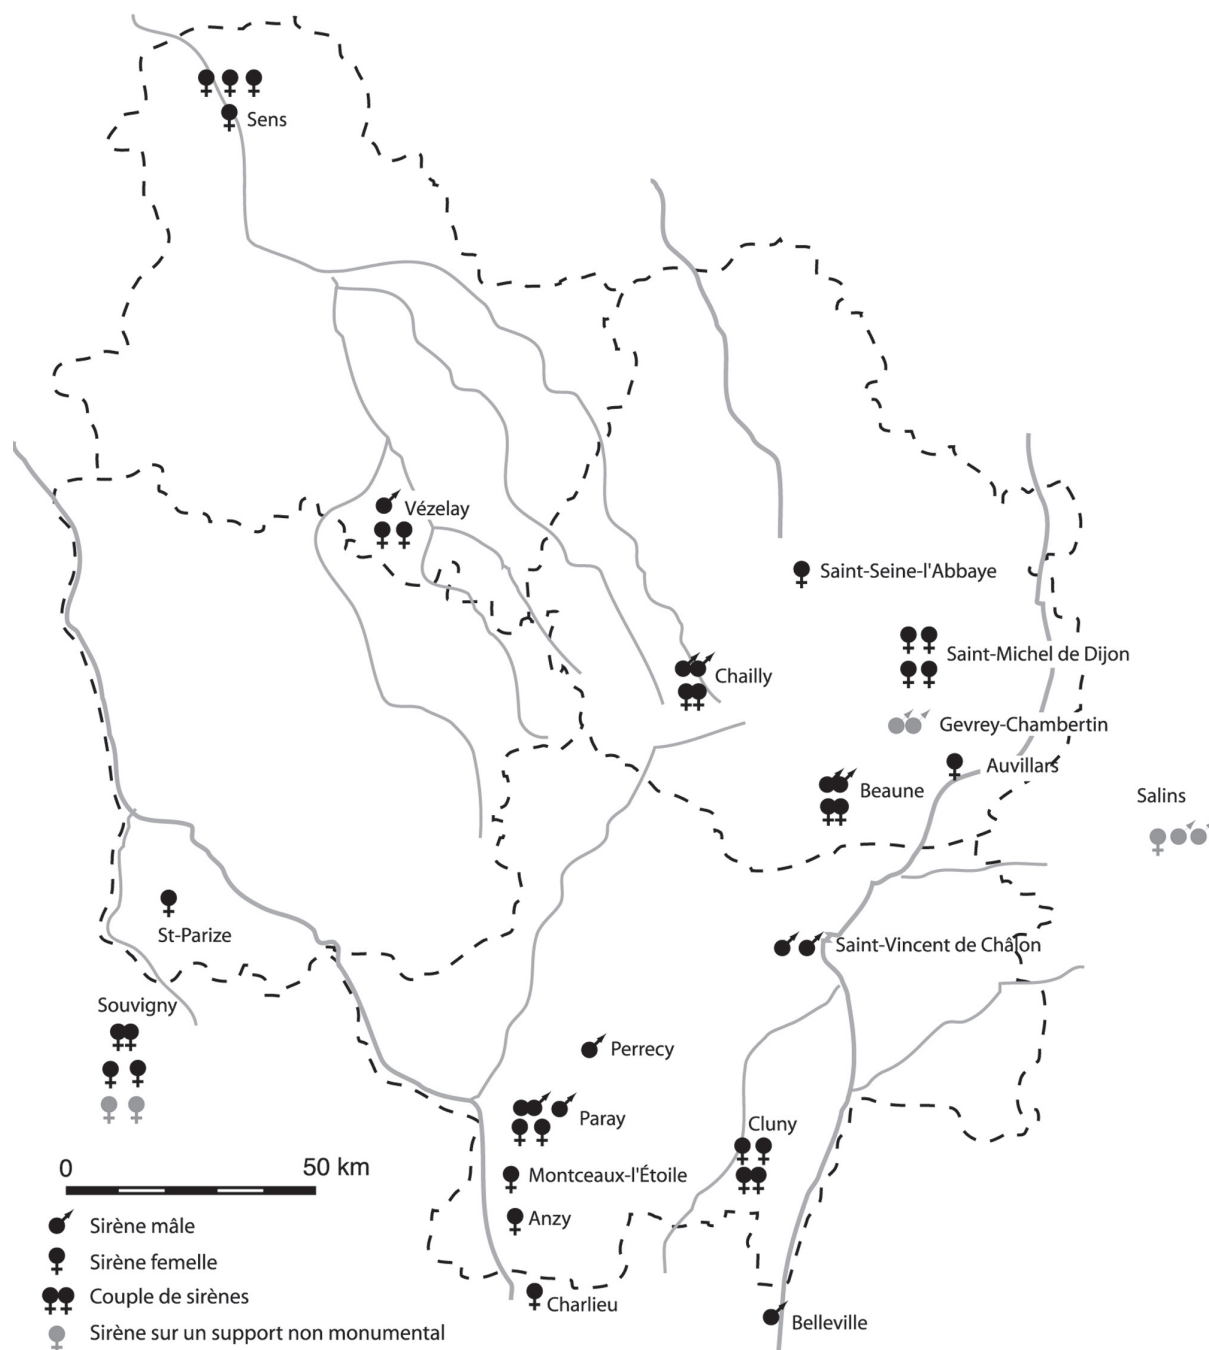 Sens
Vézelay
Saint-Seine-l'Abbaye
Saint-Michel de Dijon
Chailly
Gevrey-Chambertin
Auvillars
Beaune
Salins
St-Parize
Saint-Vincent de Châlon
Souvigny
Perrecy
Paray
Cluny
Montceaux-l'Étoile
Anzy
Charlieu
Belleville
0 50 km
Sirène mâle
Sirène femelle
Couple de sirènes
Sirène sur un support non monumental